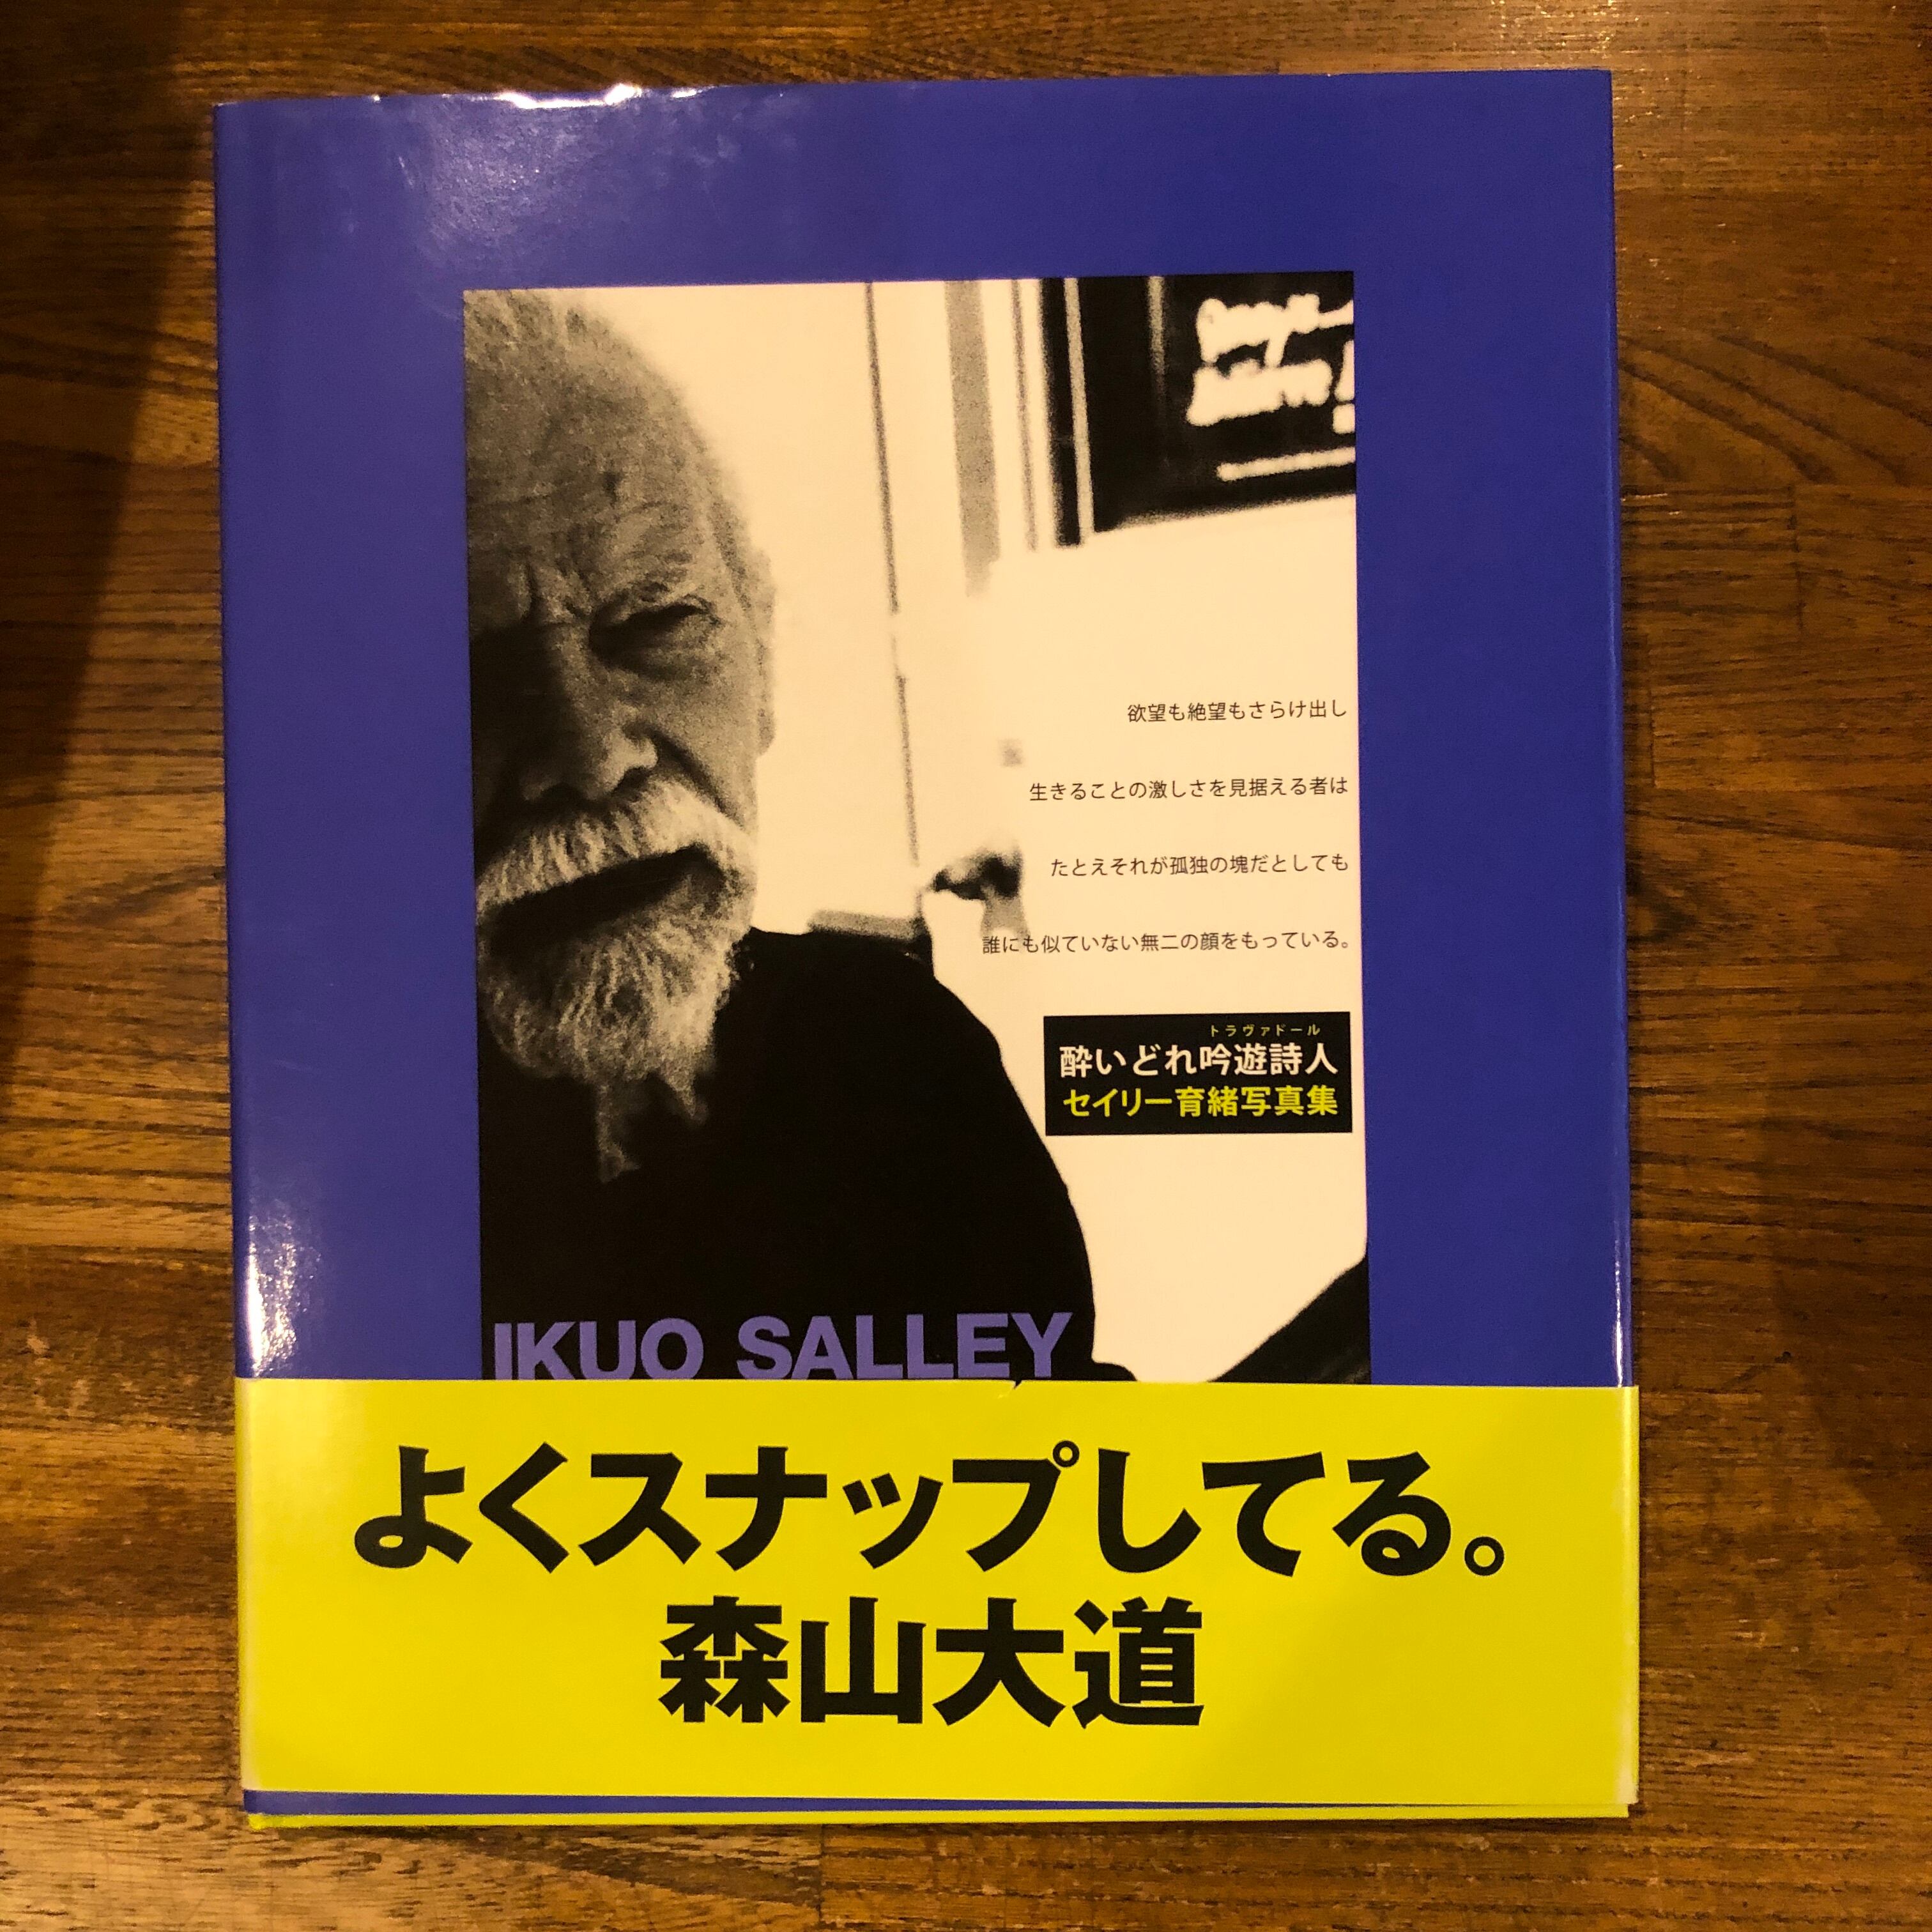 欲望も絶望もさらけ出し
生きることの激しさを見据える者は
たとえそれが孤独の塊だとしても
誰にも似ていない無二の顔をもっている。
トラヴァドール
酔いどれ吟遊詩人
セイリー育緒写真集
IKUO SALLEY
よくスナップしてる。
森山大道